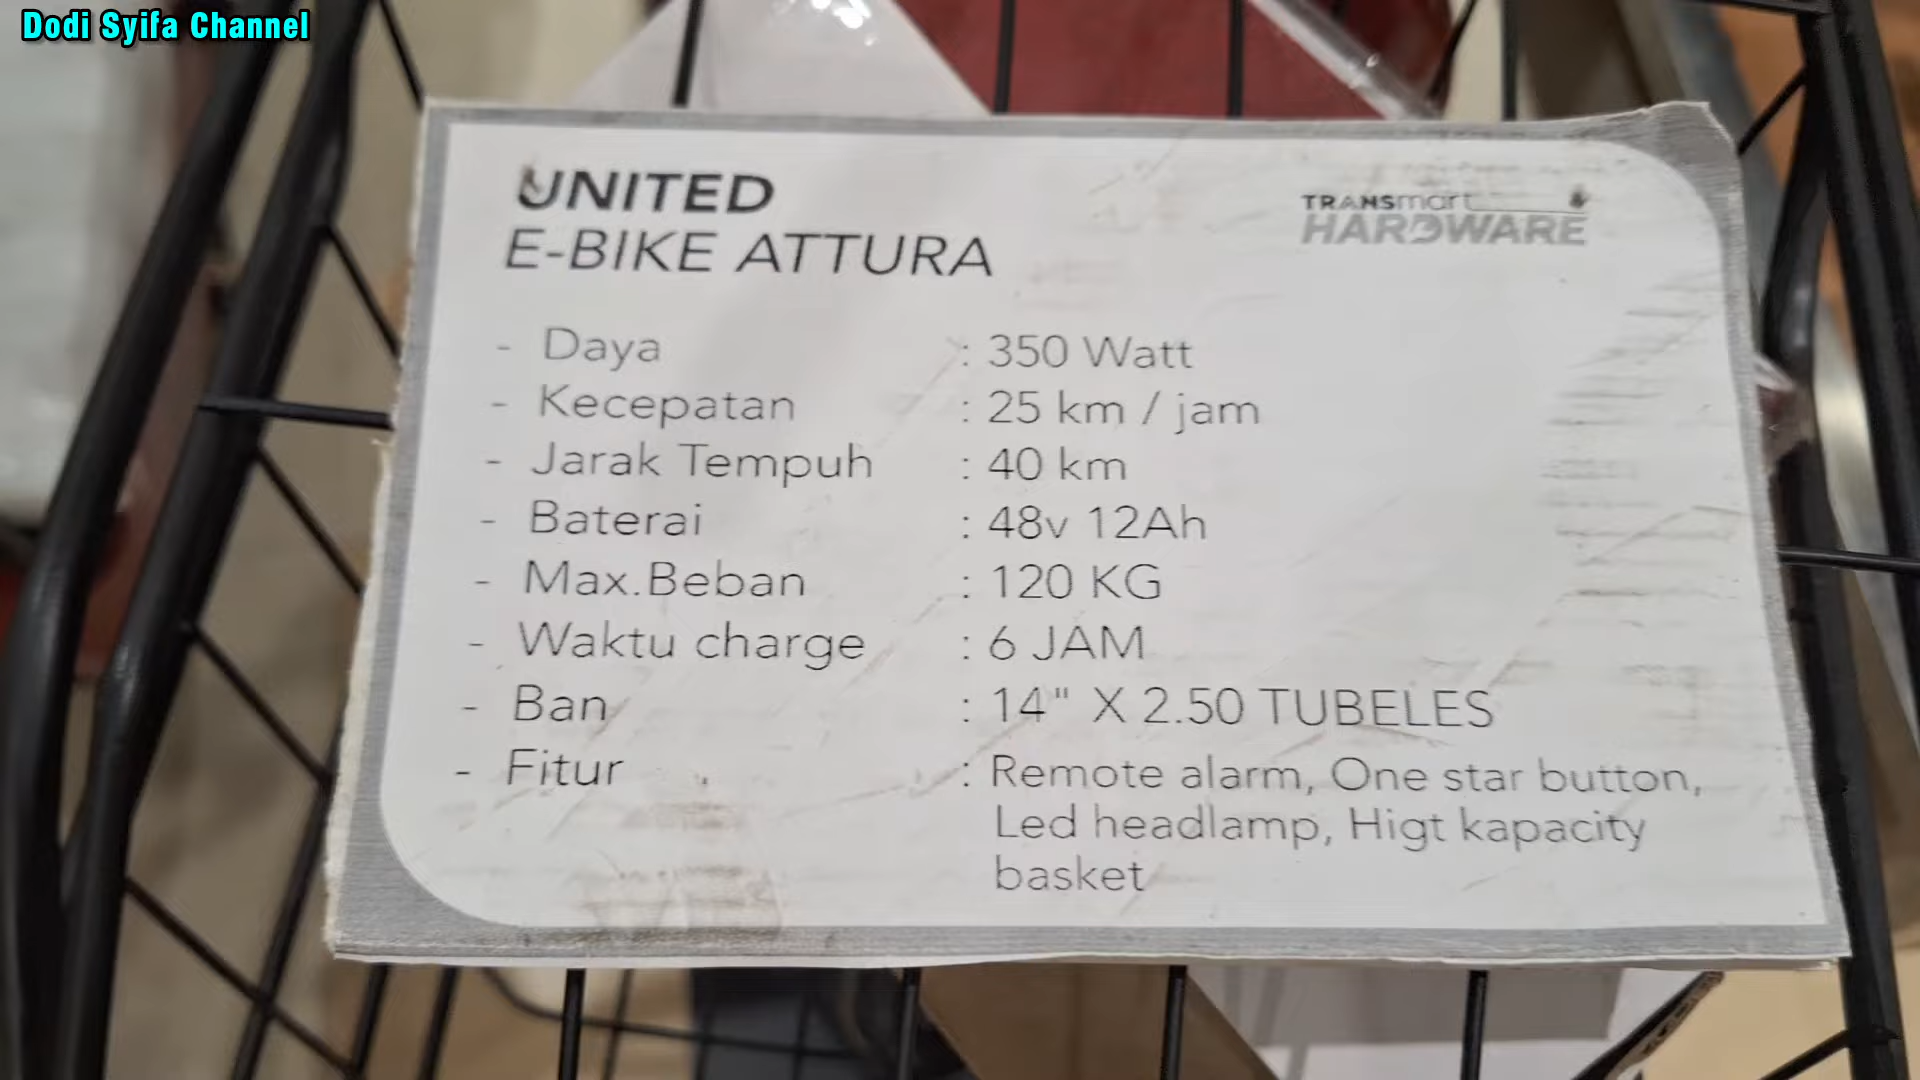 Dodi Syifa Channel
UNITED
E-BIKE ATTURA
TRANSmart
HARDWARE
- Daya : 350 Watt
- Kecepatan : 25 km / jam
- Jarak Tempuh : 40 km
- Baterai : 48v 12Ah
- Max.Beban : 120 KG
- Waktu charge : 6 JAM
- Ban : 14" X 2.50 TUBELES
- Fitur : Remote alarm, One star button,
Led headlamp, Higt kapacity
basket